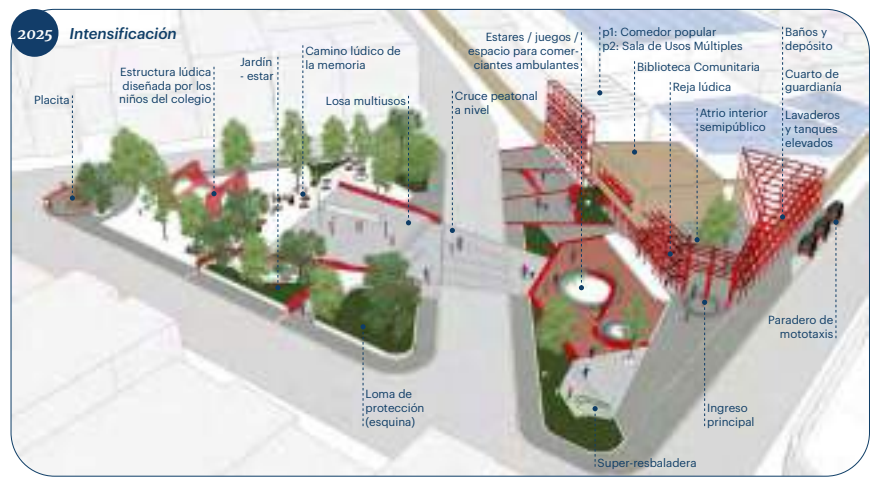 2025 Intensificación
Placita
Estructura lúdica
diseñada por los
niños del colegio
Jardín
- estar
Camino lúdico de
la memoria
Losa multiusos
Cruce peatonal
a nivel
Estares / juegos /
espacio para comer-
ciantes ambulantes
p1: Comedor popular
p2: Sala de Usos Múltiples
Biblioteca Comunitaria
Reja lúdica
Atrio interior
semipúblico
Baños y
depósito
Cuarto de
guardianía
Lavaderos
y tanques
elevados
Paradero de
mototaxis
Ingreso
principal
Loma de
protección
(esquina)
Super-resbaladera